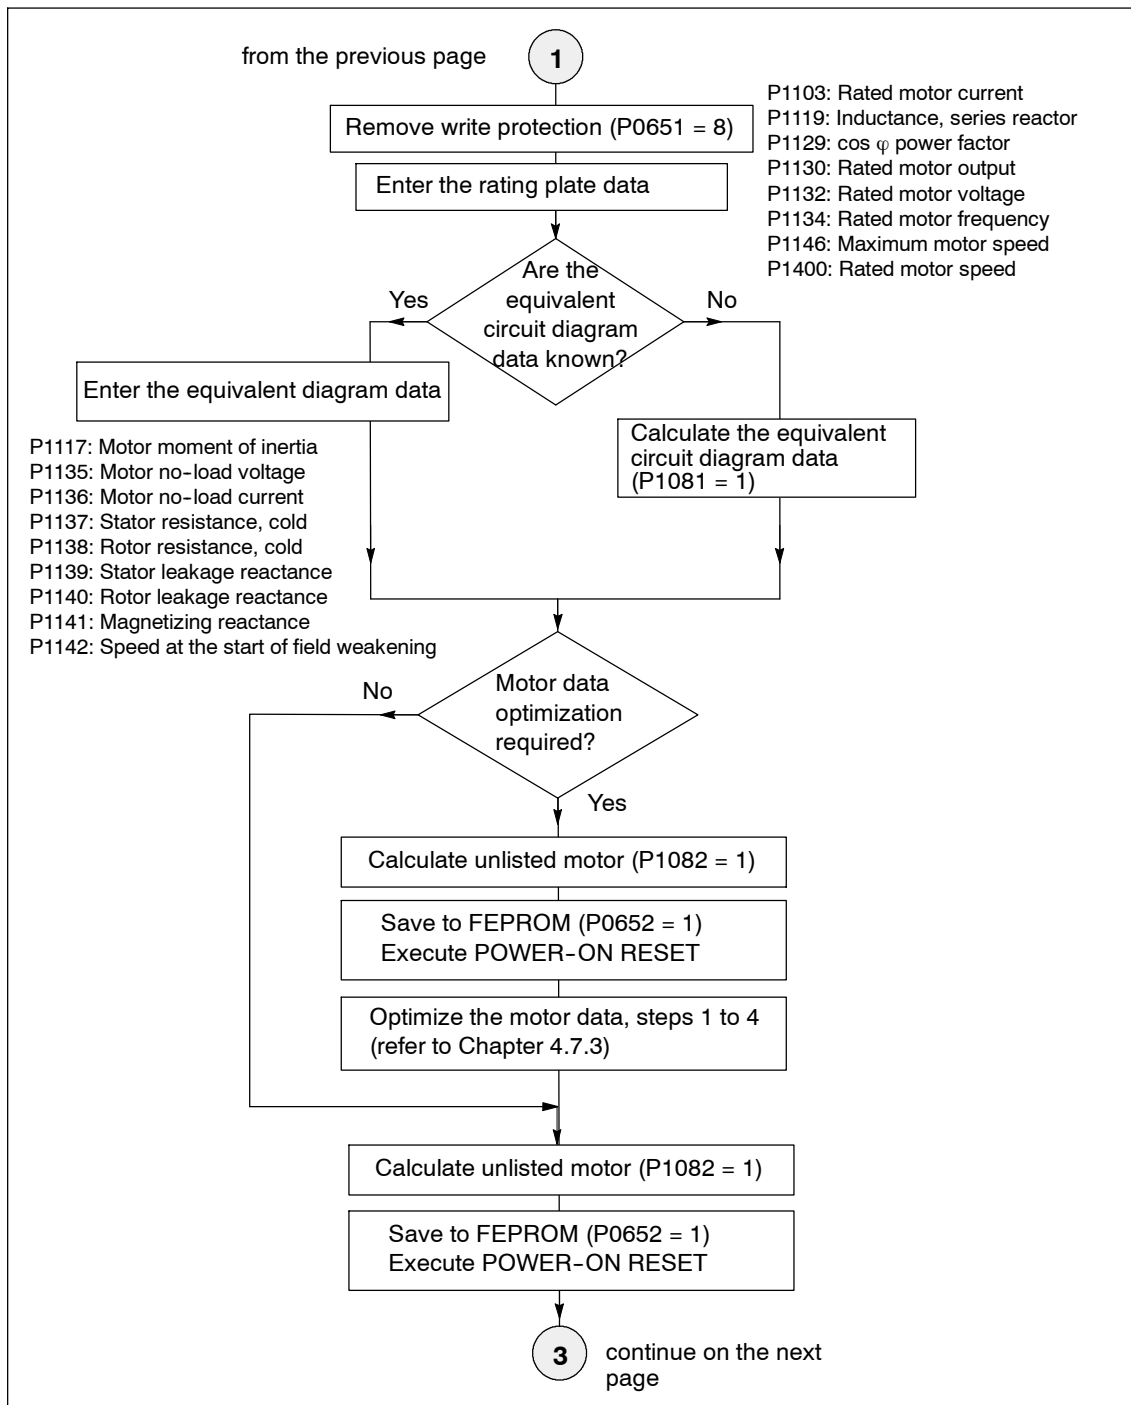 from the previous page
1
Remove write protection (P0651 = 8)
Enter the rating plate data
P1103: Rated motor current
P1119: Inductance, series reactor
P1129: cos φ power factor
P1130: Rated motor output
P1132: Rated motor voltage
P1134: Rated motor frequency
P1146: Maximum motor speed
P1400: Rated motor speed
Are the
equivalent
circuit diagram
data known?
Yes
No
Enter the equivalent diagram data
P1117: Motor moment of inertia
P1135: Motor no-load voltage
P1136: Motor no-load current
P1137: Stator resistance, cold
P1138: Rotor resistance, cold
P1139: Stator leakage reactance
P1140: Rotor leakage reactance
P1141: Magnetizing reactance
P1142: Speed at the start of field weakening
Calculate the equivalent
circuit diagram data
(P1081 = 1)
Motor data
optimization
required?
No
Yes
Calculate unlisted motor (P1082 = 1)
Save to FEPROM (P0652 = 1)
Execute POWER-ON RESET
Optimize the motor data, steps 1 to 4
(refer to Chapter 4.7.3)
Calculate unlisted motor (P1082 = 1)
Save to FEPROM (P0652 = 1)
Execute POWER-ON RESET
3
continue on the next
page